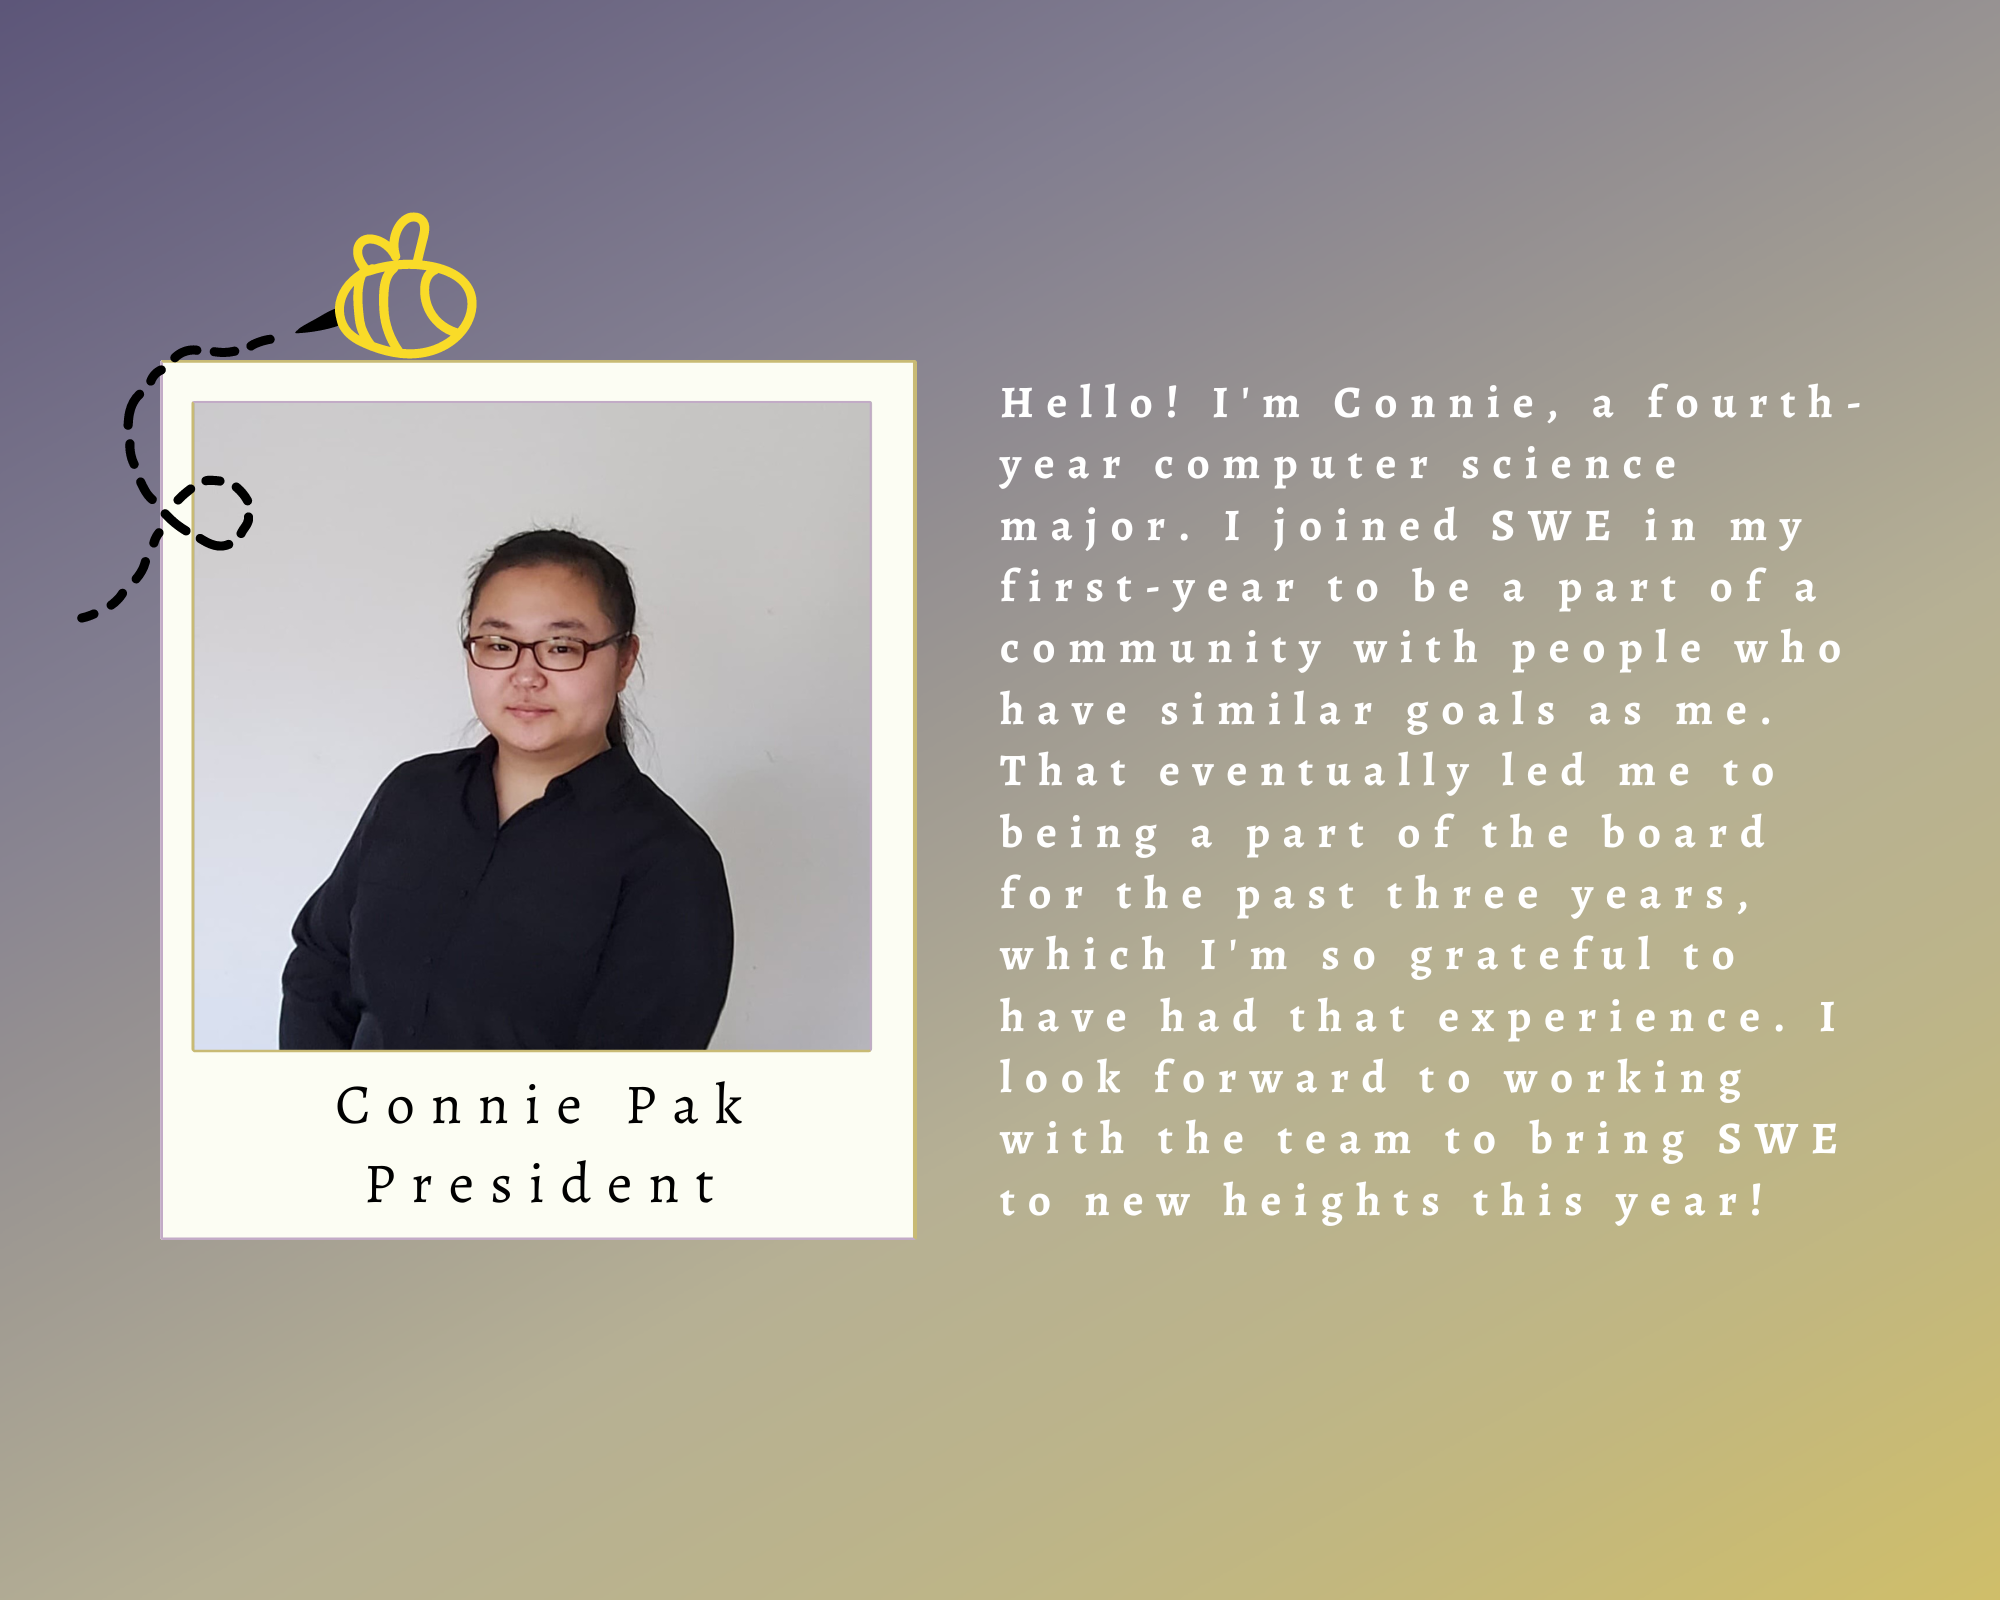 Connie Pak
President
Hello! I'm Connie, a fourth-
year computer science
major. I joined SWE in my
first-year to be a part of a
community with people who
have similar goals as me.
That eventually led me to
being a part of the board
for the past three years,
which I'm so grateful to
have had that experience. I
look forward to working
with the team to bring SWE
to new heights this year!